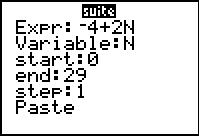 suite
Expr:-4+2N
Variable:N
start:0
end:29
step:1
Paste